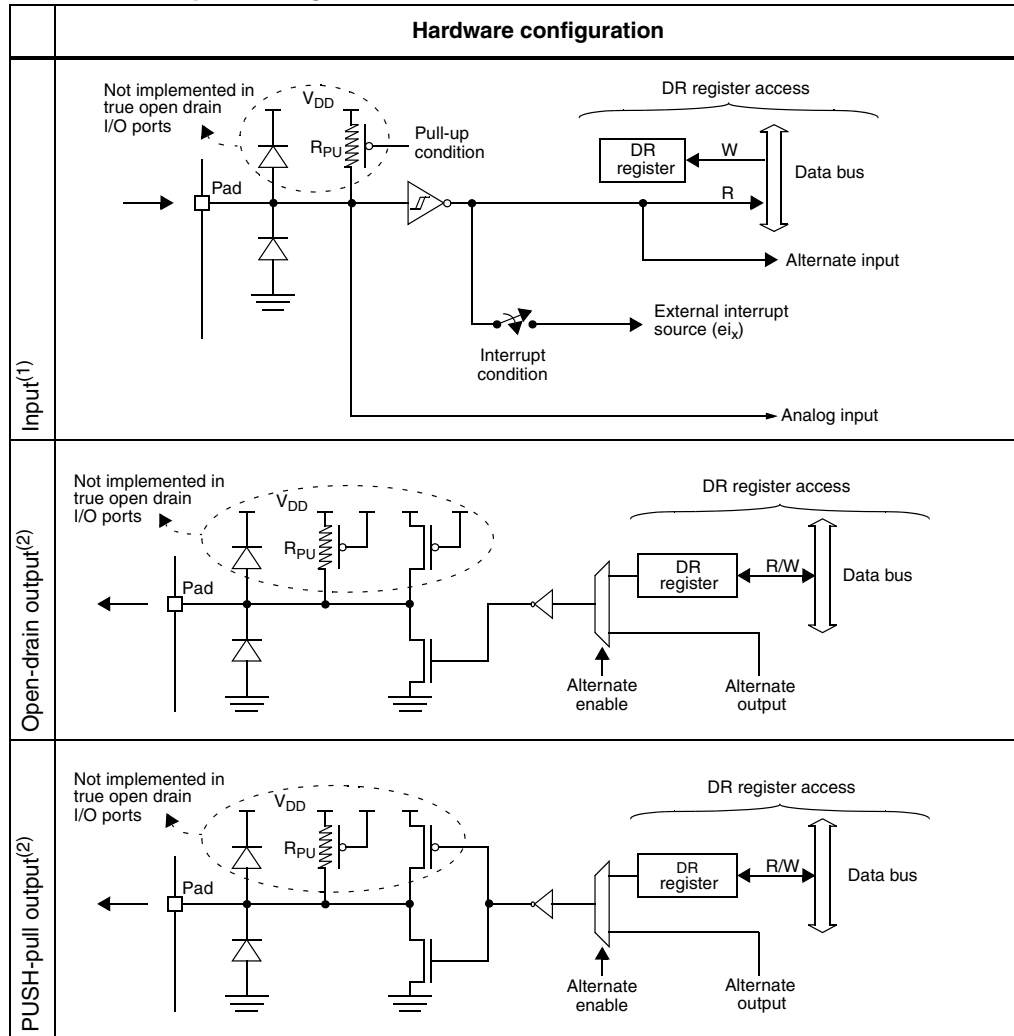 Hardware configuration
Input(1)
Not implemented in
true open drain
I/O ports
VDD
RPU
Pull-up
condition
Pad
DR register access
DR
register
W
R
Data bus
Alternate input
External interrupt
source (eix)
Interrupt
condition
Analog input
Open-drain output(2)
Not implemented in
true open drain
I/O ports
VDD
RPU
Pad
DR register access
DR
register
R/W
Data bus
Alternate
enable
Alternate
output
PUSH-pull output(2)
Not implemented in
true open drain
I/O ports
VDD
RPU
Pad
DR register access
DR
register
R/W
Data bus
Alternate
enable
Alternate
output